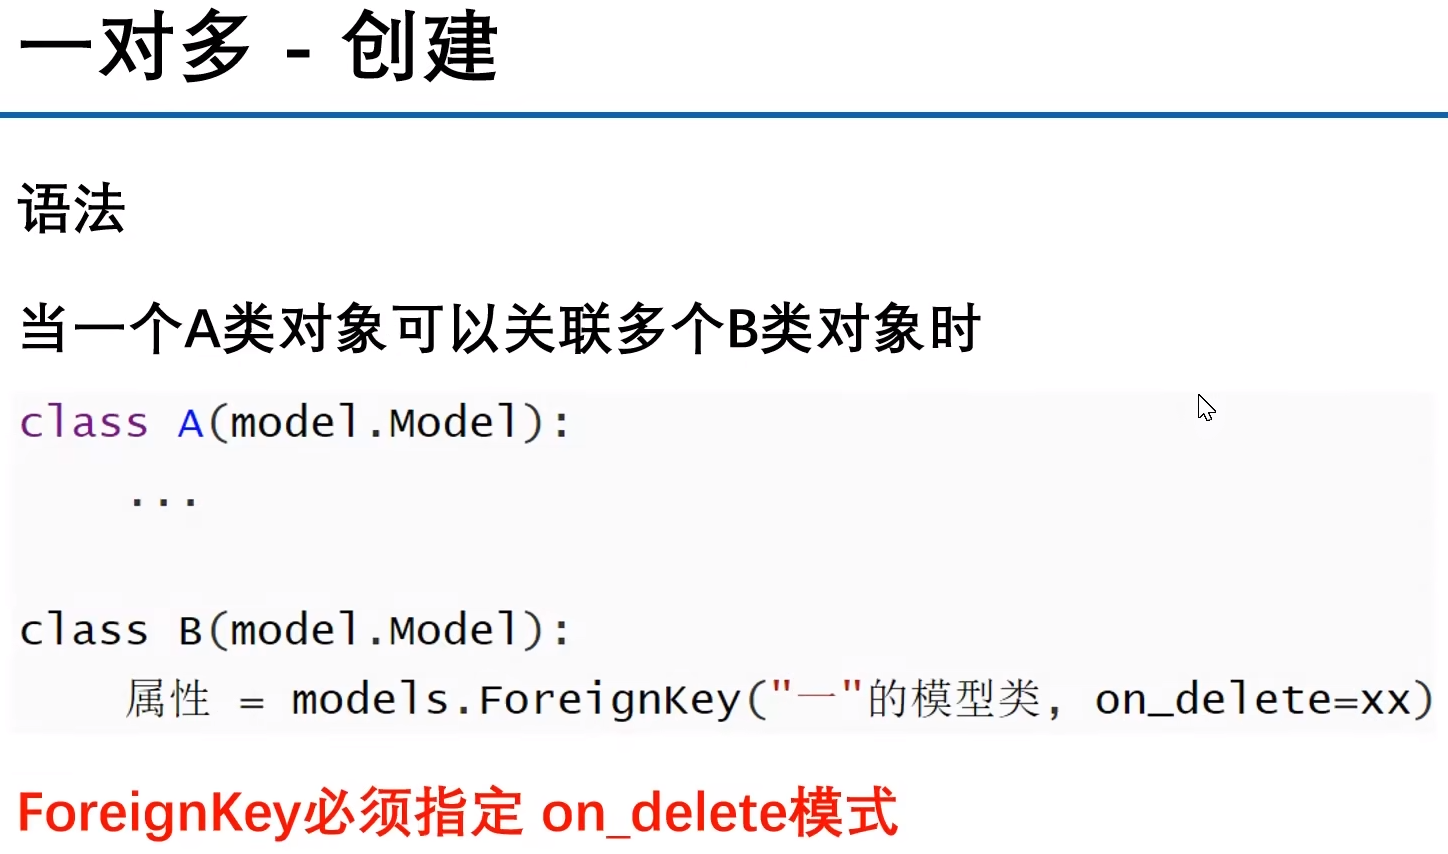 一对多 - 创建
语法
当一个A类对象可以关联多个B类对象时
class A(model.Model):
...
class B(model.Model):
属性 = models.ForeignKey("一"的模型类, on_delete=xx)
ForeignKey必须指定 on_delete模式